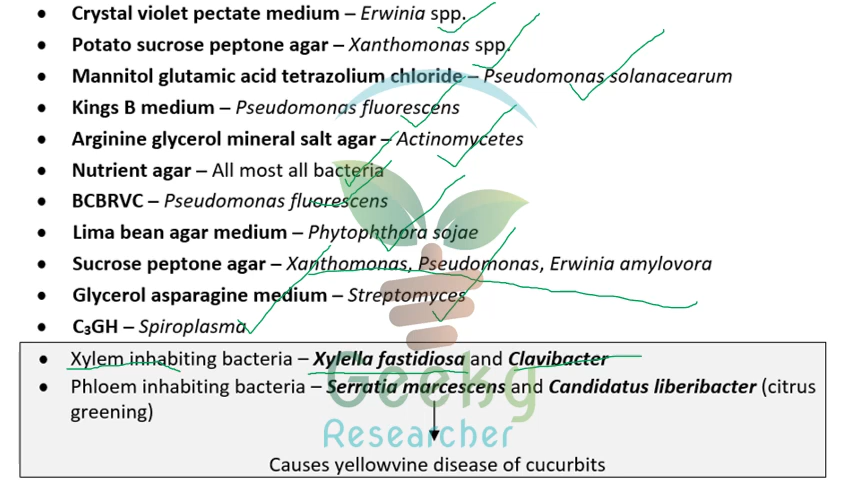 • Crystal violet pectate medium – Erwinia spp.
• Potato sucrose peptone agar – Xanthomonas spp.
• Mannitol glutamic acid tetrazolium chloride – Pseudomonas solanacearum
• Kings B medium – Pseudomonas fluorescens
• Arginine glycerol mineral salt agar – Actinomycetes
• Nutrient agar – All most all bacteria
• BCBRVC – Pseudomonas fluorescens
• Lima bean agar medium – Phytophthora sojae
• Sucrose peptone agar – Xanthomonas, Pseudomonas, Erwinia amylovora
• Glycerol asparagine medium – Streptomyces
• C₃GH – Spiroplasma
• Xylem inhabiting bacteria – Xylella fastidiosa and Clavibacter
• Phloem inhabiting bacteria – Serratia marcescens and Candidatus liberibacter (citrus
greening)
Geekg
Researcher
Causes yellowvine disease of cucurbits